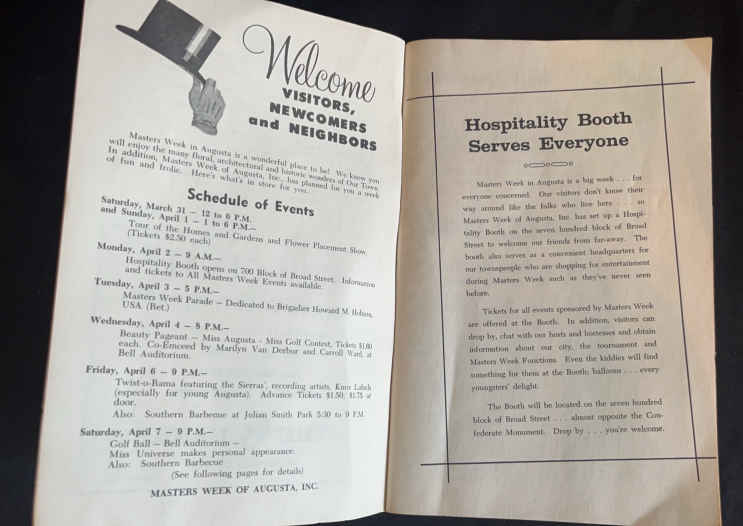 Welcome
VISITORS,
NEWCOMERS
and NEIGHBORS
Masters Week in Augusta is a wonderful place to be! We know you
will enjoy the many floral, architectural and historic wonders of Our Town.
In addition, Masters Week of Augusta, Inc., has planned for you a week
of fun and frolic. Here's what's in store for you.
Schedule of Events
Saturday, March 31 — 12 to 6 P.M.
and Sunday, April 1 — 1 to 6 P.M.—
Tour of the Homes and Gardens and Flower Placement Show.
(Tickets $2.50 each)
Monday, April 2 — 9 A.M.—
Hospitality Booth opens on 700 Block of Broad Street. Information
and tickets to All Masters Week Events available.
Tuesday, April 3 — 5 P.M.—
Masters Week Parade — Dedicated to Brigadier Howard M.
USA (Ret.)
Wednesday, April 4 — 8 P.M.—
Beauty Pageant — Miss Augusta - Miss Golf Contest, Tickets
each. Co-Emceed by Marilyn Van Derbur and Carroll Ward, at
Bell Auditorium.
Friday, April 6 — 9 P.M.—
Twist-o-Rama featuring the Sierras', recording artists, Knox Labels
(especially for young Augusta). Advance Tickets $1.50; $1.75 at
door.
Also: Southern Barbecue at Julian Smith Park 5:30 to 9 P.M.
Saturday, April 7 — 9 P.M.—
Golf Ball — Bell Auditorium —
Miss Universe makes personal appearance.
Also: Southern Barbecue
(See following pages for details)
MASTERS WEEK OF AUGUSTA, INC.
Hospitality Booth
Serves Everyone
Masters Week in Augusta is a big week . . . for
everyone concerned. Our visitors don't know their
way around like the folks who live here . . . so
Masters Week of Augusta, Inc. has set up a Hospi-
tality Booth on the seven hundred block of Broad
Street to welcome our friends from far-away. The
booth also serves as a convenient headquarters for
our townspeople who are shopping for entertainment
during Masters Week such as they've never seen
before.
Tickets for all events sponsored by Masters Week
are offered at the Booth. In addition, visitors can
drop by, chat with our hosts and hostesses and obtain
information about our city, the tournament and
Masters Week Functions. Even the kiddies will find
something for them at the Booth; balloons . . . every
youngsters' delight.
The Booth will be located on the seven hundred
block of Broad Street . . . almost opposite the Con-
federate Monument. Drop by . . . you're welcome.